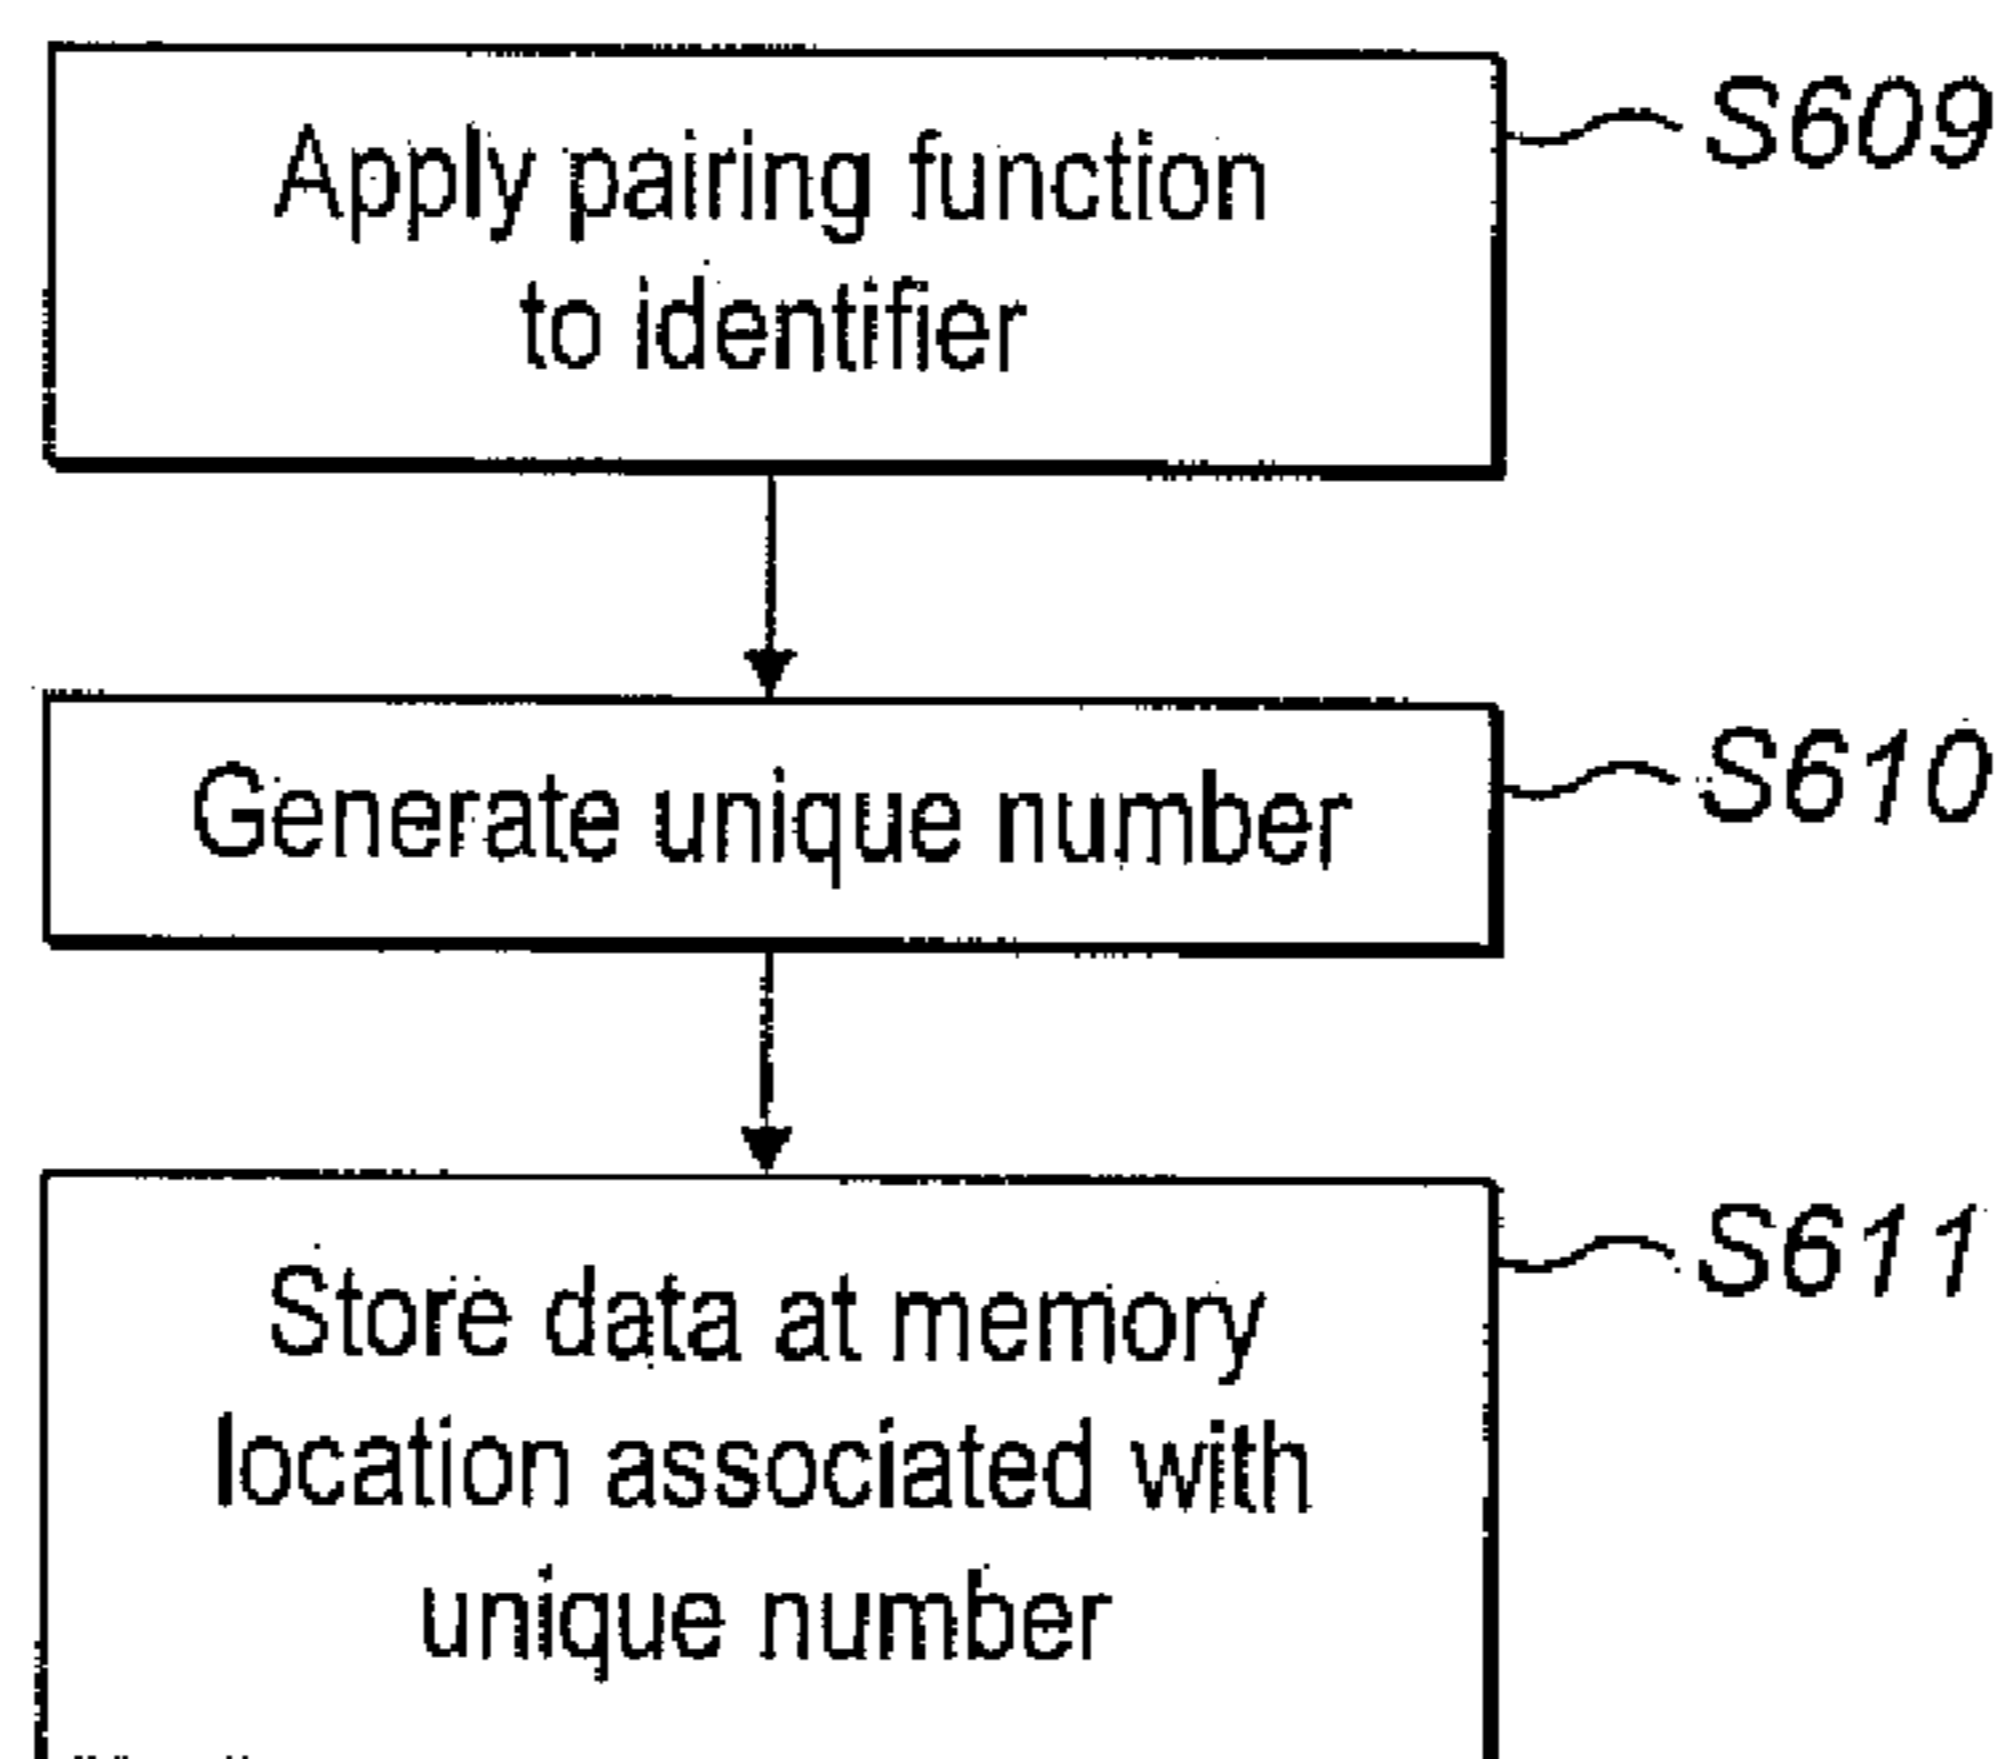 Apply pairing function
to identifier
S609
Generate unique number
S610
Store data at memory
location associated with
unique number
S611